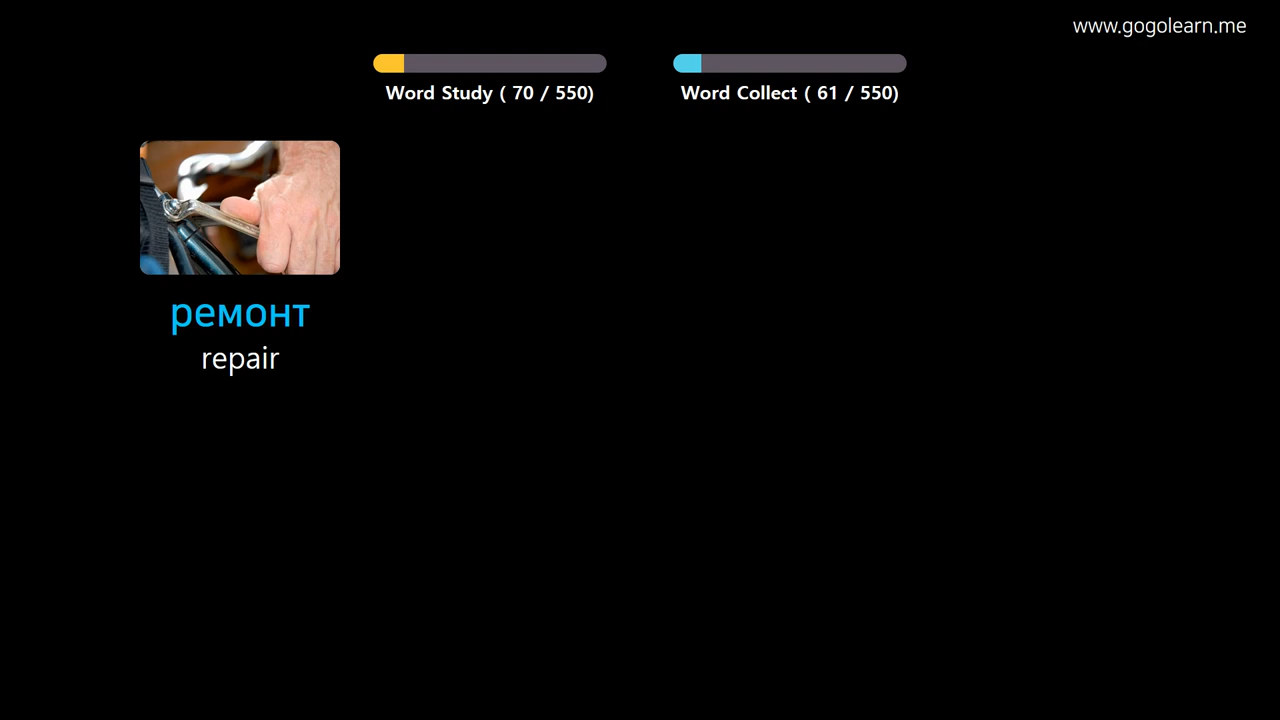 www.gogolearn.me
Word Study ( 70 / 550)
Word Collect ( 61 / 550)
ремонт
repair